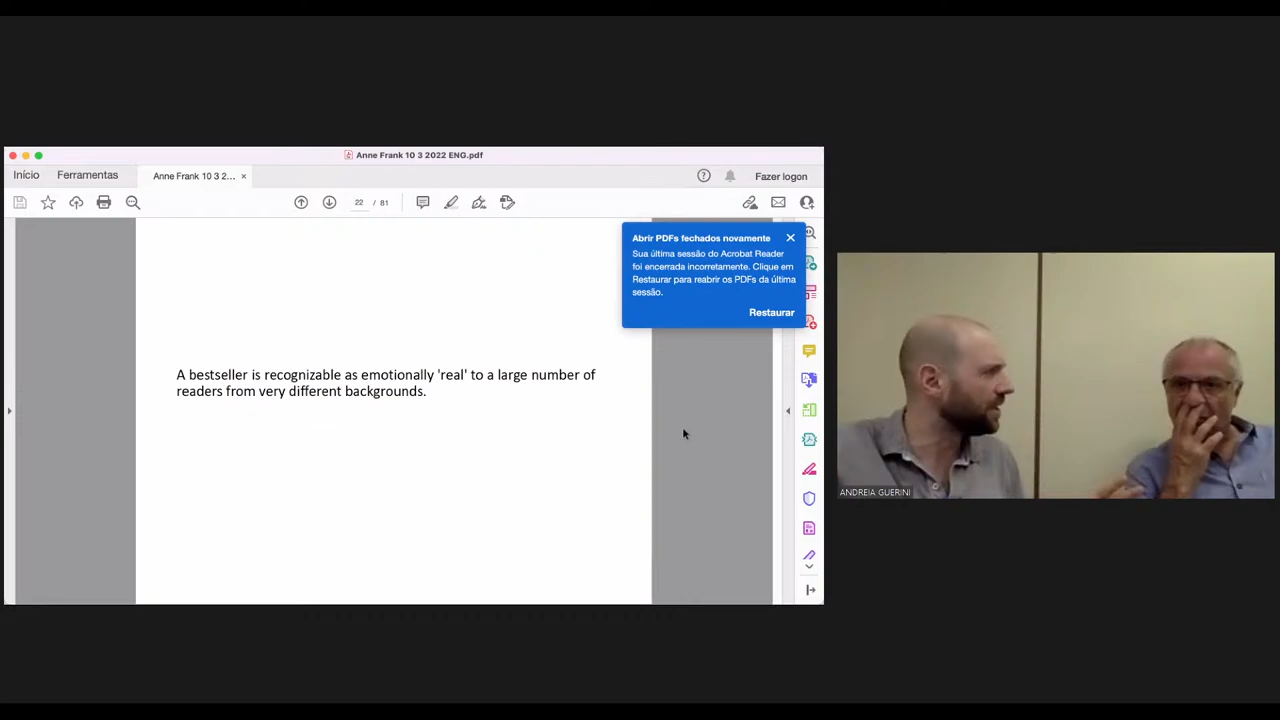 Anne Frank 10 3 2022 ENG.pdf
Início
Ferramentas
Anne Frank 10 3 2...
Fazer logon
22 / 81
Abrir PDFs fechados novamente
Sua última sessão do Acrobat Reader
foi encerrada incorretamente. Clique em
Restaurar para reabrir os PDFs da última
sessão.
Restaurar
A bestseller is recognizable as emotionally 'real' to a large number of
readers from very different backgrounds.
ANDREIA GUERINI